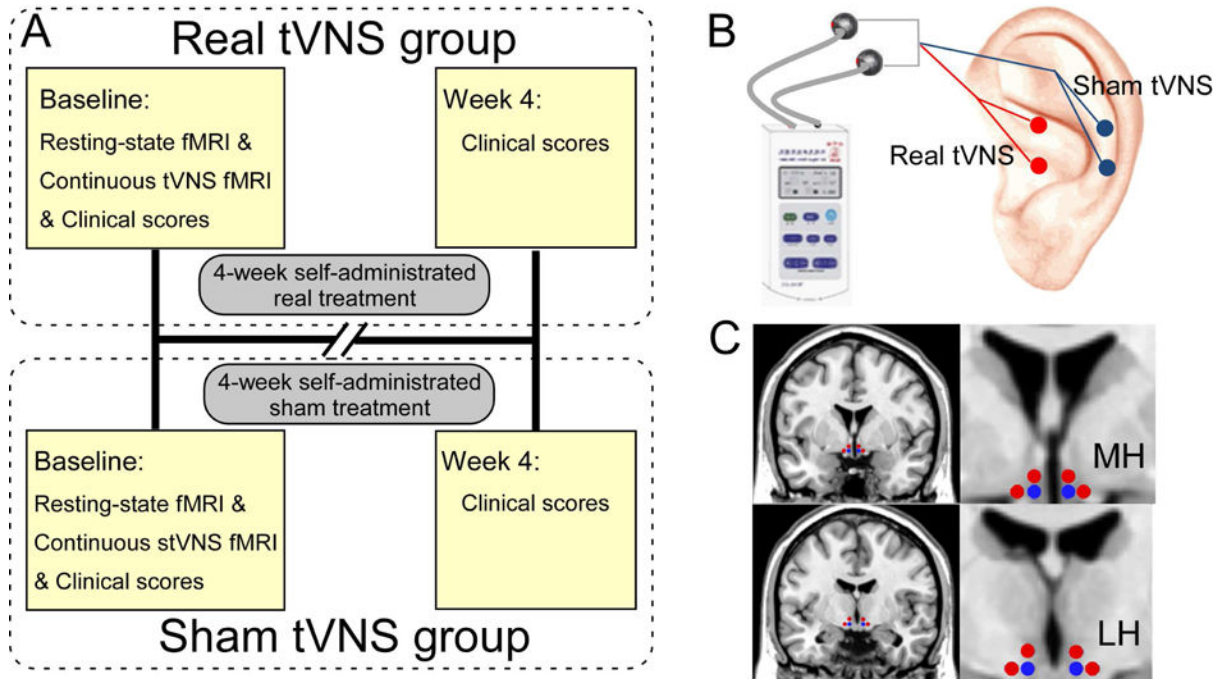 A
Real tVNS group
Baseline:
Resting-state fMRI &
Continuous tVNS fMRI
& Clinical scores
Week 4:
Clinical scores
4-week self-administrated
real treatment
4-week self-administrated
sham treatment
Baseline:
Resting-state fMRI &
Continuous stVNS fMRI
& Clinical scores
Week 4:
Clinical scores
Sham tVNS group
B
Sham tVNS
Real tVNS
C
MH
LH